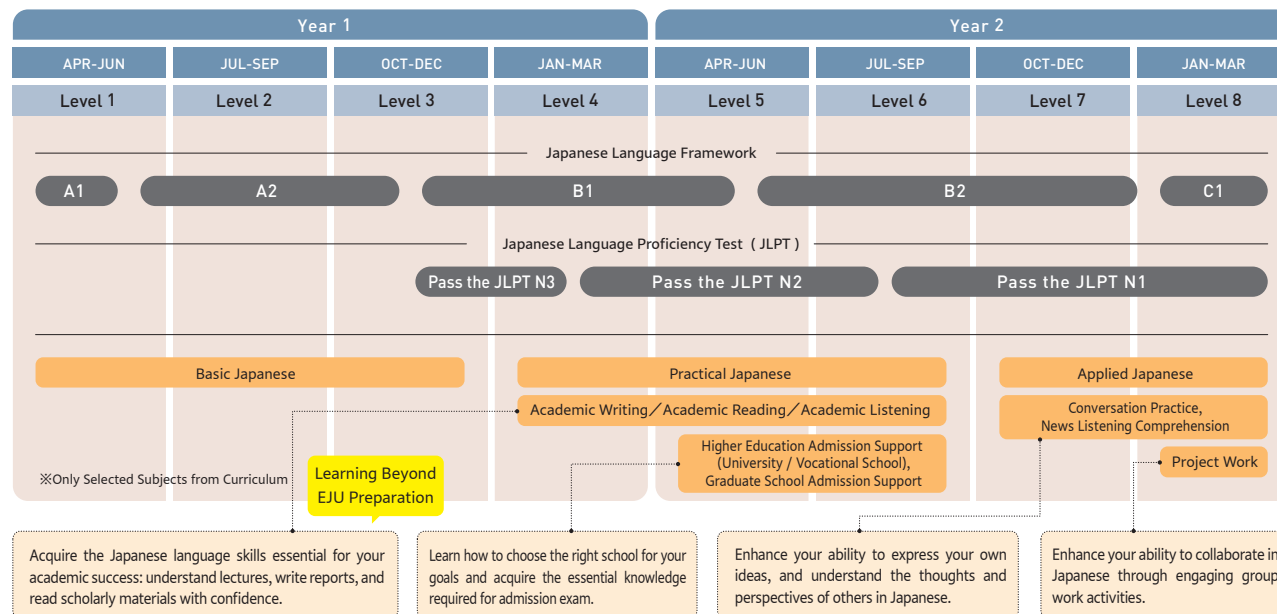 Year 1
Year 2
APR-JUN
JUL-SEP
OCT-DEC
JAN-MAR
APR-JUN
JUL-SEP
OCT-DEC
JAN-MAR
Level 1
Level 2
Level 3
Level 4
Level 5
Level 6
Level 7
Level 8
Japanese Language Framework
A1
A2
B1
B2
C1
Japanese Language Proficiency Test ( JLPT )
Pass the JLPT N3
Pass the JLPT N2
Pass the JLPT N1
Basic Japanese
Practical Japanese
Applied Japanese
Academic Writing／Academic Reading／Academic Listening
Conversation Practice,
News Listening Comprehension
Higher Education Admission Support
(University / Vocational School),
Graduate School Admission Support
Project Work
※Only Selected Subjects from Curriculum
Learning Beyond
EJU Preparation
Acquire the Japanese language skills essential for your
academic success: understand lectures, write reports, and
read scholarly materials with confidence.
Learn how to choose the right school for your
goals and acquire the essential knowledge
required for admission exam.
Enhance your ability to express your own
ideas, and understand the thoughts and
perspectives of others in Japanese.
Enhance your ability to collaborate in
Japanese through engaging group
work activities.